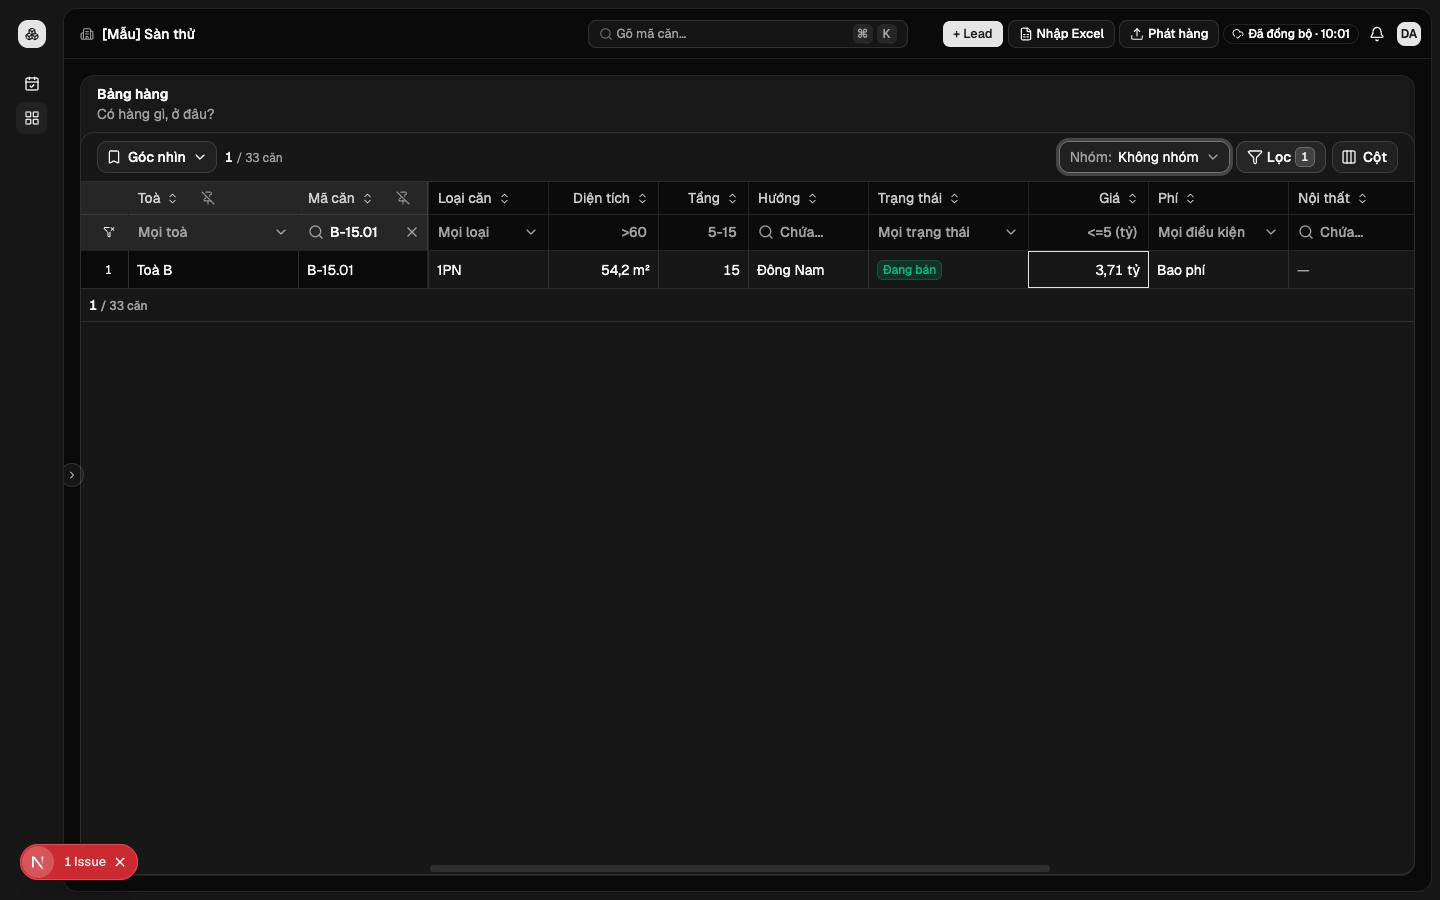 [Mẫu] Sàn thử
Gõ mã căn... ⌘ K
+ Lead
Nhập Excel
Phát hàng
Đã đồng bộ · 10:01
DA
Bảng hàng
Có hàng gì, ở đâu?
Góc nhìn
1 / 33 căn
Nhóm: Không nhóm
Lọc 1
Cột
Toà Mã căn Loại căn Diện tích Tầng Hướng Trạng thái Giá Phí Nội thất
Mọi toà B-15.01 Mọi loại >60 5-15 Chứa... Mọi trạng thái <=5 (tỷ) Mọi điều kiện Chứa...
1 Toà B B-15.01 1PN 54,2 m² 15 Đông Nam Đang bán 3,71 tỷ Bao phí —
1 / 33 căn
N 1 Issue